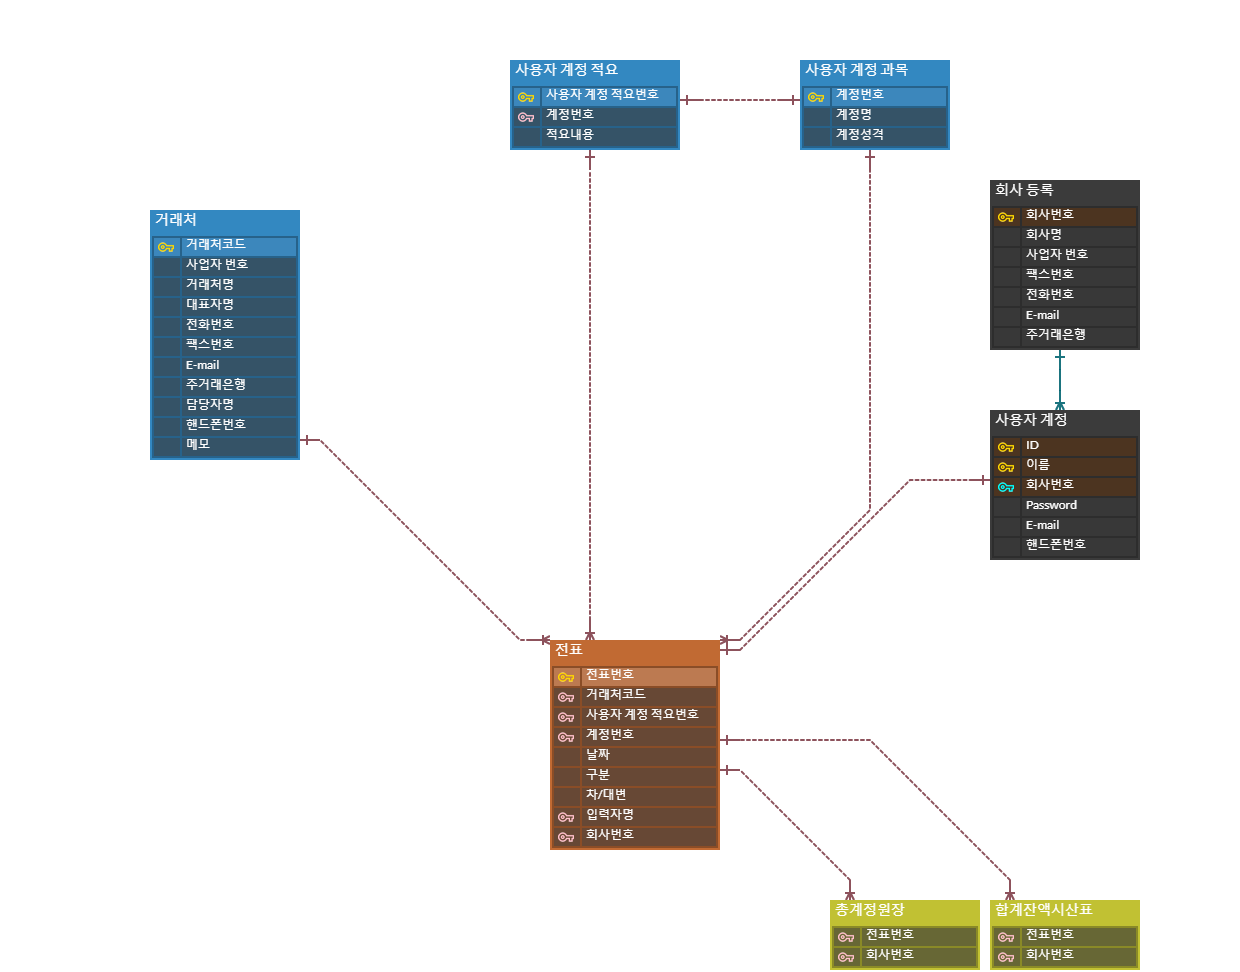 사용자 계정 적요
사용자 계정 적요번호
계정번호
적요내용
사용자 계정 과목
계정번호
계정명
계정성격
회사 등록
회사번호
회사명
사업자 번호
팩스번호
전화번호
E-mail
주거래은행
거래처
거래처코드
사업자 번호
거래처명
대표자명
전화번호
팩스번호
E-mail
주거래은행
담당자명
핸드폰번호
메모
사용자 계정
ID
이름
회사번호
Password
E-mail
핸드폰번호
전표
전표번호
거래처코드
사용자 계정 적요번호
계정번호
날짜
구분
차/대변
입력자명
회사번호
총계정원장
전표번호
회사번호
합계잔액시산표
전표번호
회사번호